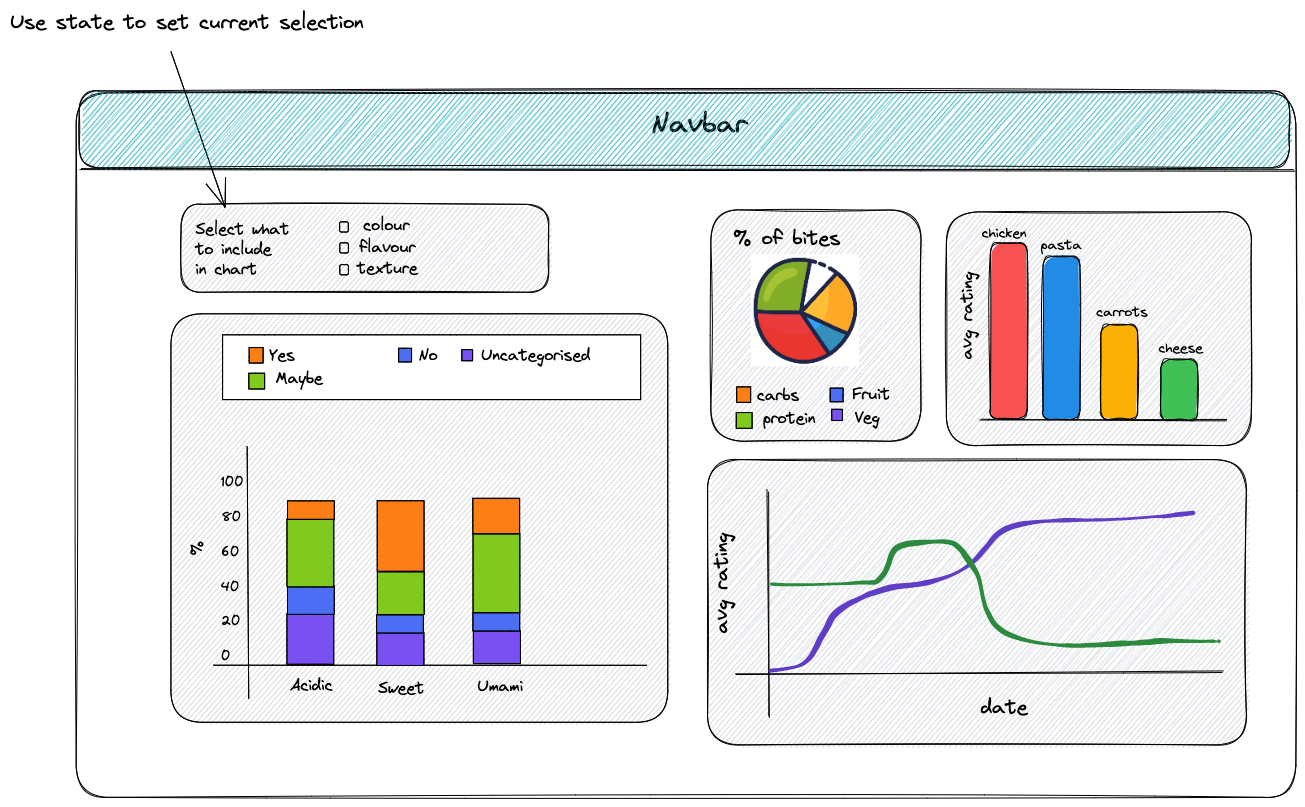 Use state to set current selection
Navbar
Select what
to include
in chart
colour
flavour
texture
Yes
No
Uncategorised
Maybe
100
80
60
40
20
0
%
Acidic
Sweet
Umami
% of bites
carbs
Fruit
protein
Veg
avg rating
chicken
pasta
carrots
cheese
avg rating
date